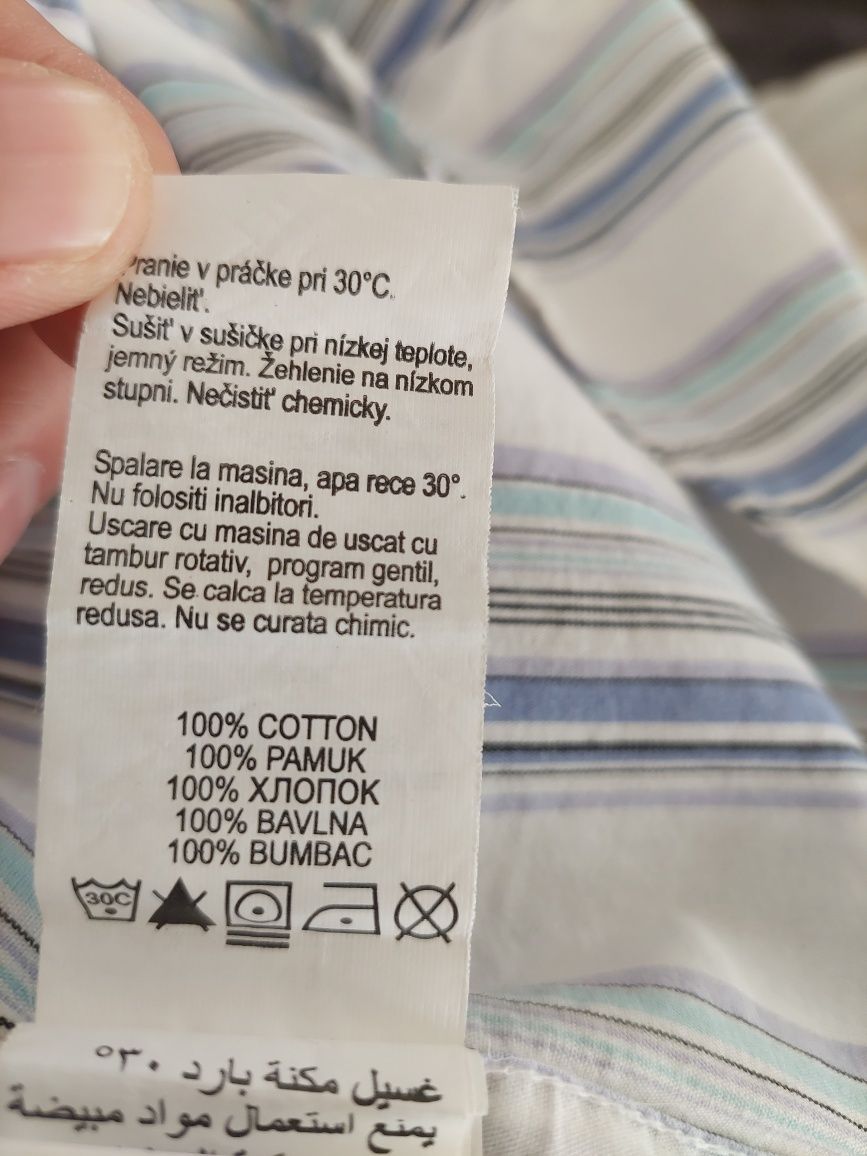 Pranie v práčke pri 30°C.
Nebieliť.
Sušiť v sušičke pri nízkej teplote,
jemný režim. Žehlenie na nízkom
stupni. Nečistiť chemicky.
Spalare la masina, apa rece 30°.
Nu folositi inalbitori.
Uscare cu masina de uscat cu
tambur rotativ, program gentil,
redus. Se calca la temperatura
redusa. Nu se curata chimic.
100% COTTON
100% PAMUK
100% ХЛОПОК
100% BAVLNA
100% BUMBAC
30C
غسيل مكنة بارد ٣٠°
يمنع استعمال مواد مبيضة